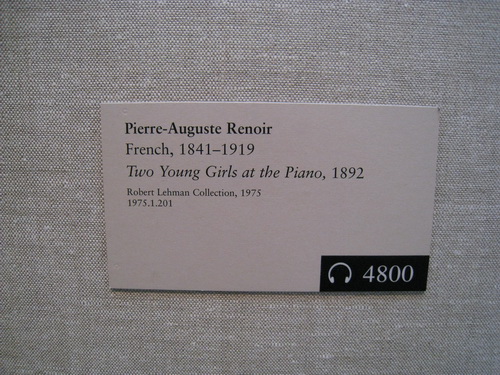 Pierre-Auguste Renoir
French, 1841–1919
Two Young Girls at the Piano, 1892
Robert Lehman Collection, 1975
1975.1.201
4800